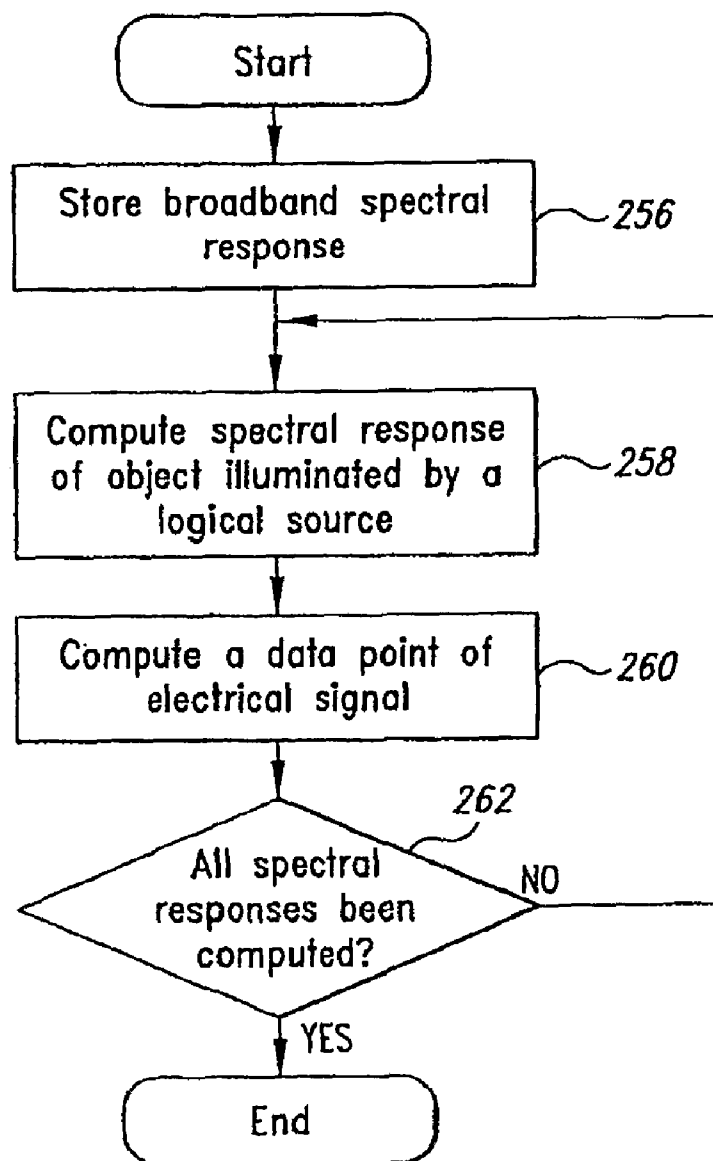 Start
Store broadband spectral
response
256
Compute spectral response
of object illuminated by a
logical source
258
Compute a data point of
electrical signal
260
262
All spectral
responses been
computed?
NO
YES
End